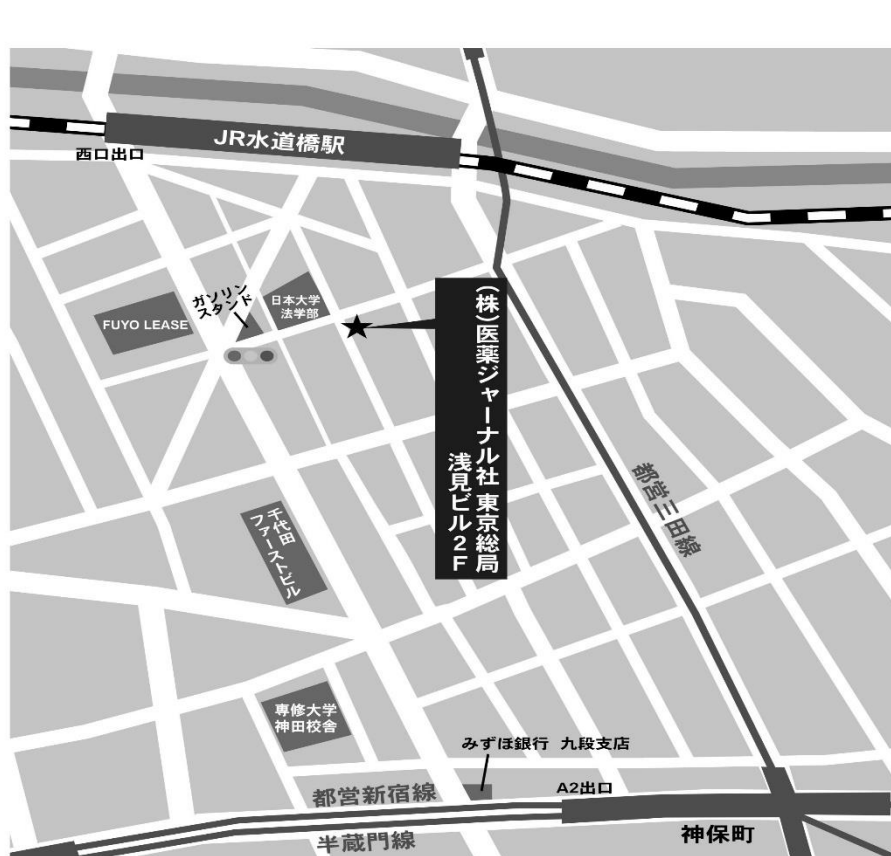 JR水道橋駅
西口出口
ガソリン
スタンド
日本大学
法学部
FUYO LEASE
(株)医薬ジャーナル社 東京総局
浅見ビル2F
都営三田線
千代田
ファーストビル
専修大学
神田校舎
みずほ銀行 九段支店
都営新宿線
A2出口
半蔵門線
神保町